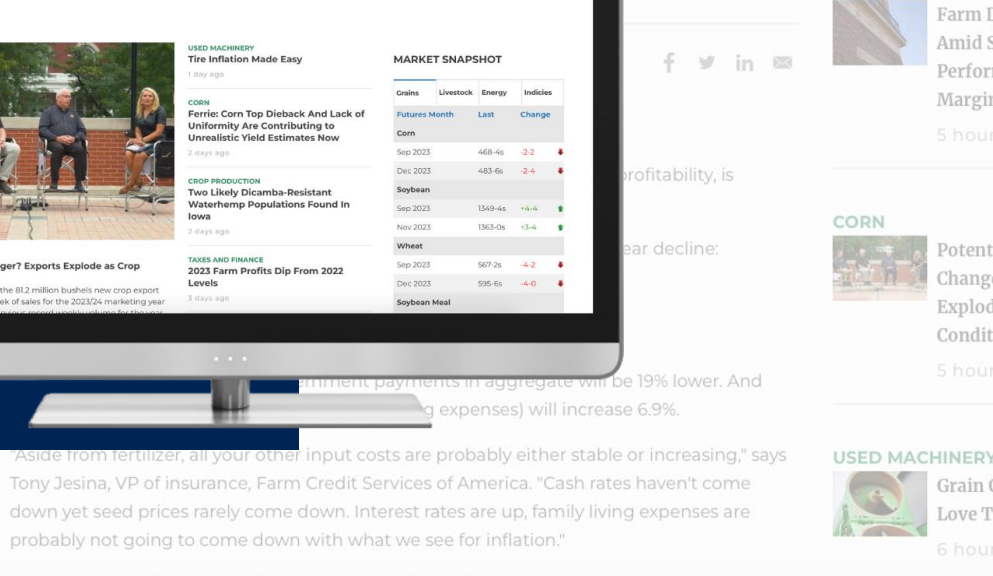 USED MACHINERY
Tire Inflation Made Easy
1 day ago
CORN
Ferrie: Corn Top Dieback And Lack of
Uniformity Are Contributing to
Unrealistic Yield Estimates Now
2 days ago
CROP PRODUCTION
Two Likely Dicamba-Resistant
Waterhemp Populations Found In
Iowa
2 days ago
TAXES AND FINANCE
2023 Farm Profits Dip From 2022
Levels
3 days ago
ger? Exports Explode as Crop
the 81.2 million bushels new crop export
ek of sales for the 2023/24 marketing year
MARKET SNAPSHOT
Grains Livestock Energy Indicies
Futures Month Last Change
Corn
Sep 2023 468-4s -2-2
Dec 2023 483-6s -2-4
Soybean
Sep 2023 1349-4s +4-4
Nov 2023 1363-0s +3-4
Wheat
Sep 2023 567-2s -4-2
Dec 2023 595-6s -4-0
Soybean Meal
profitability, is
ear decline:
ernment payments in aggregate will be 19% lower. And
g expenses) will increase 6.9%.
"Aside from fertilizer, all your other input costs are probably either stable or increasing," says
Tony Jesina, VP of insurance, Farm Credit Services of America. "Cash rates haven't come
down yet seed prices rarely come down. Interest rates are up, family living expenses are
probably not going to come down with what we see for inflation."
Farm
Amid S
Perfor
Margin
5 hour
CORN
Potent
Change
Explod
Condit
5 hour
USED MACHINERY
Grain
Love T
6 hour